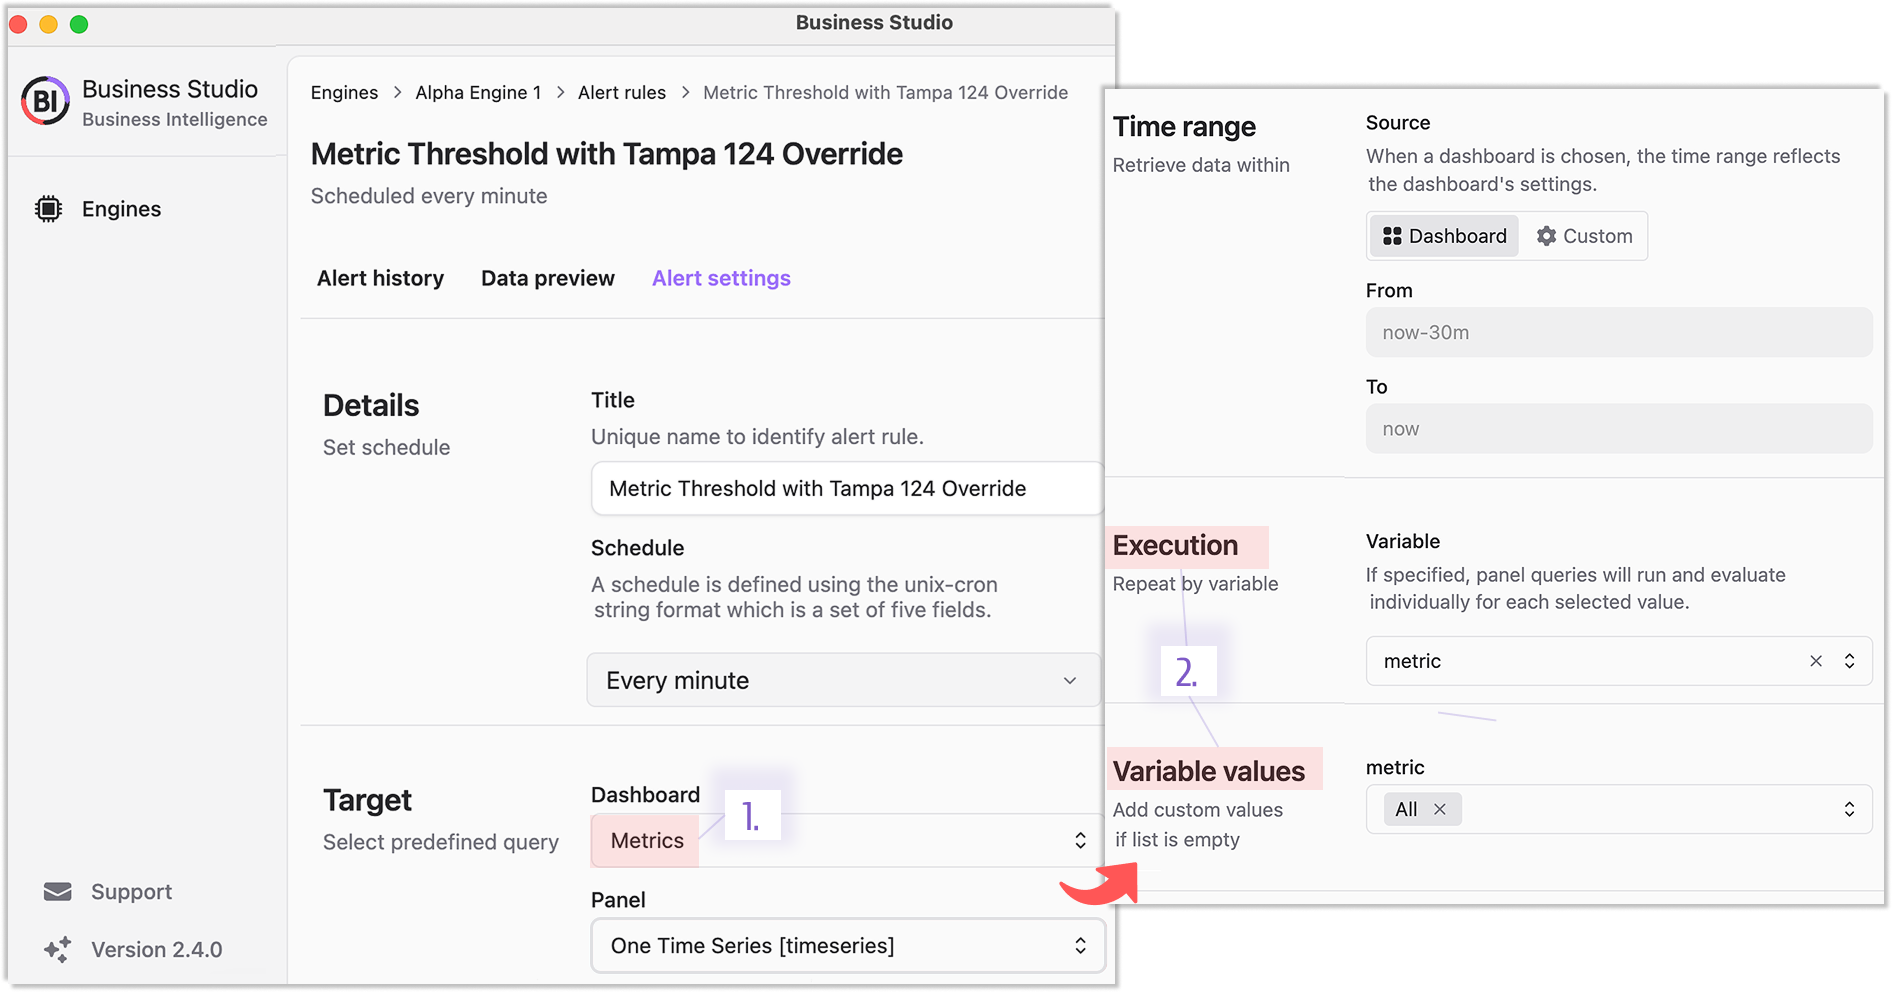 Business Studio
BI
Business Studio
Business Intelligence
Engines
Support
Version 2.4.0
Engines > Alpha Engine 1 > Alert rules > Metric Threshold with Tampa 124 Override
Metric Threshold with Tampa 124 Override
Scheduled every minute
Alert history Data preview Alert settings
Details
Set schedule
Title
Unique name to identify alert rule.
Metric Threshold with Tampa 124 Override
Schedule
A schedule is defined using the unix-cron
string format which is a set of five fields.
Every minute
Target
Select predefined query
Dashboard
1.
Metrics
Panel
One Time Series [timeseries]
Time range
Retrieve data within
Source
When a dashboard is chosen, the time range reflects
the dashboard's settings.
Dashboard Custom
From
now-30m
To
now
Execution
Repeat by variable
Variable
If specified, panel queries will run and evaluate
individually for each selected value.
metric
2.
Variable values
Add custom values
if list is empty
metric
All